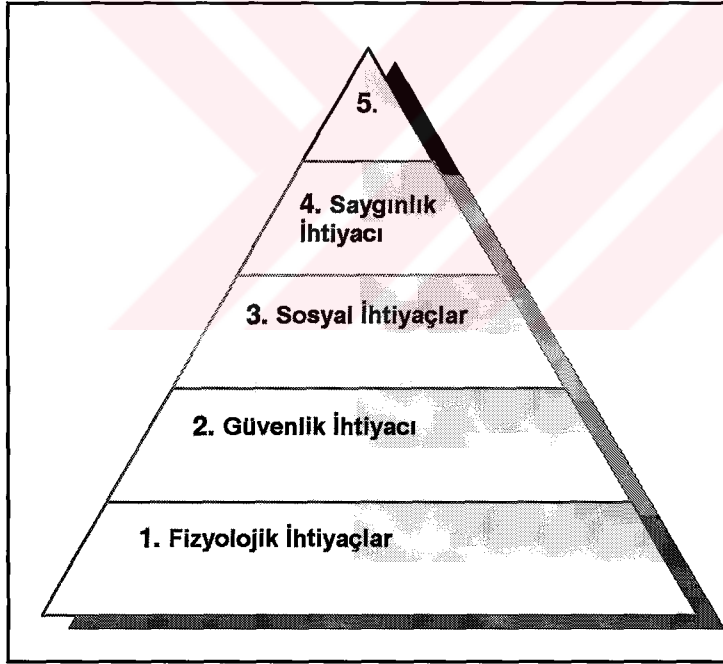 5.
4. Saygınlık
İhtiyacı
3. Sosyal İhtiyaçlar
2. Güvenlik İhtiyacı
1. Fizyolojik İhtiyaçlar